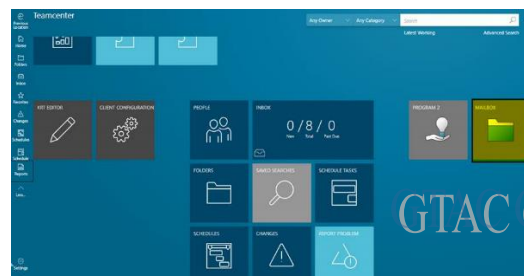 Teamcenter
Any Owner
Any Category
Search
Latest Working
Advanced Search
Home
Folders
Inbox
Favorites
Changes
Schedules
Schedule
Reports
Less...
Settings
CLIENT CONFIGURATION
PEOPLE
INBOX
0/8/0
New
Total
Past Due
PROGRAM 2
MAILBOX
FOLDERS
SAVED SEARCHES
SCHEDULE TASKS
GTAC
SCHEDULES
CHANGES
REPORT PROBLEM